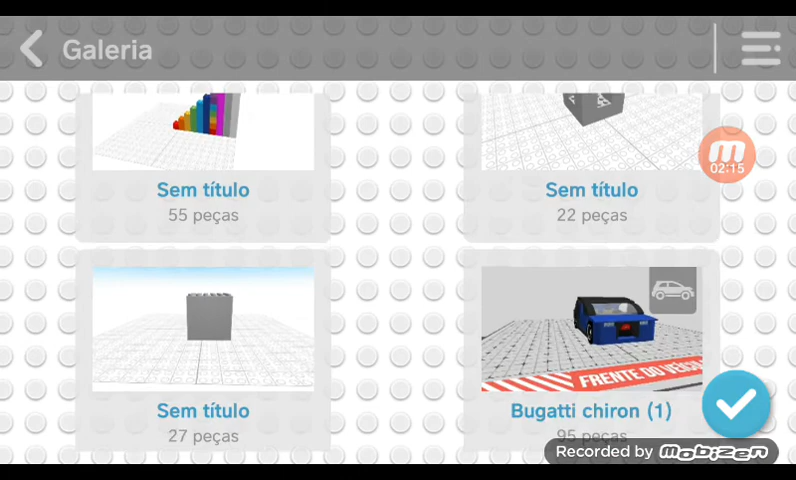 Galeria
Sem título
55 peças
Sem título
22 peças
02:15
Sem título
27 peças
FRENTE DO VEÍCU
Bugatti chiron (1)
95 peças
Recorded by mobizen